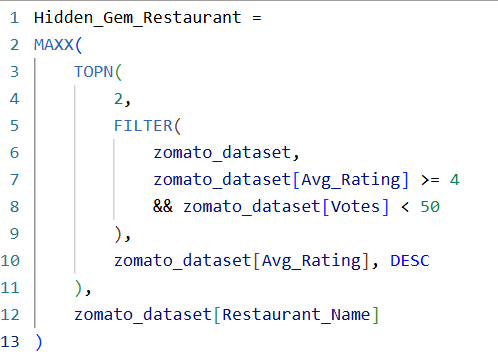 1 Hidden_Gem_Restaurant =
2 MAXX(
3 TOPN(
4 2,
5 FILTER(
6 zomato_dataset,
7 zomato_dataset[Avg_Rating] >= 4
8 && zomato_dataset[Votes] < 50
9 ),
10 zomato_dataset[Avg_Rating], DESC
11 ),
12 zomato_dataset[Restaurant_Name]
13 )